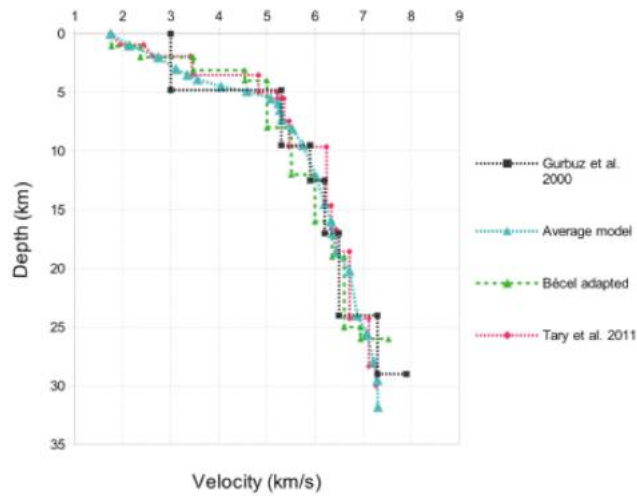 1 2 3 4 5 6 7 8 9
0
5
10
15
20
25
30
35
Depth (km)
Velocity (km/s)
Gurbuz et al.
2000
Average model
Bécel adapted
Tary et al. 2011